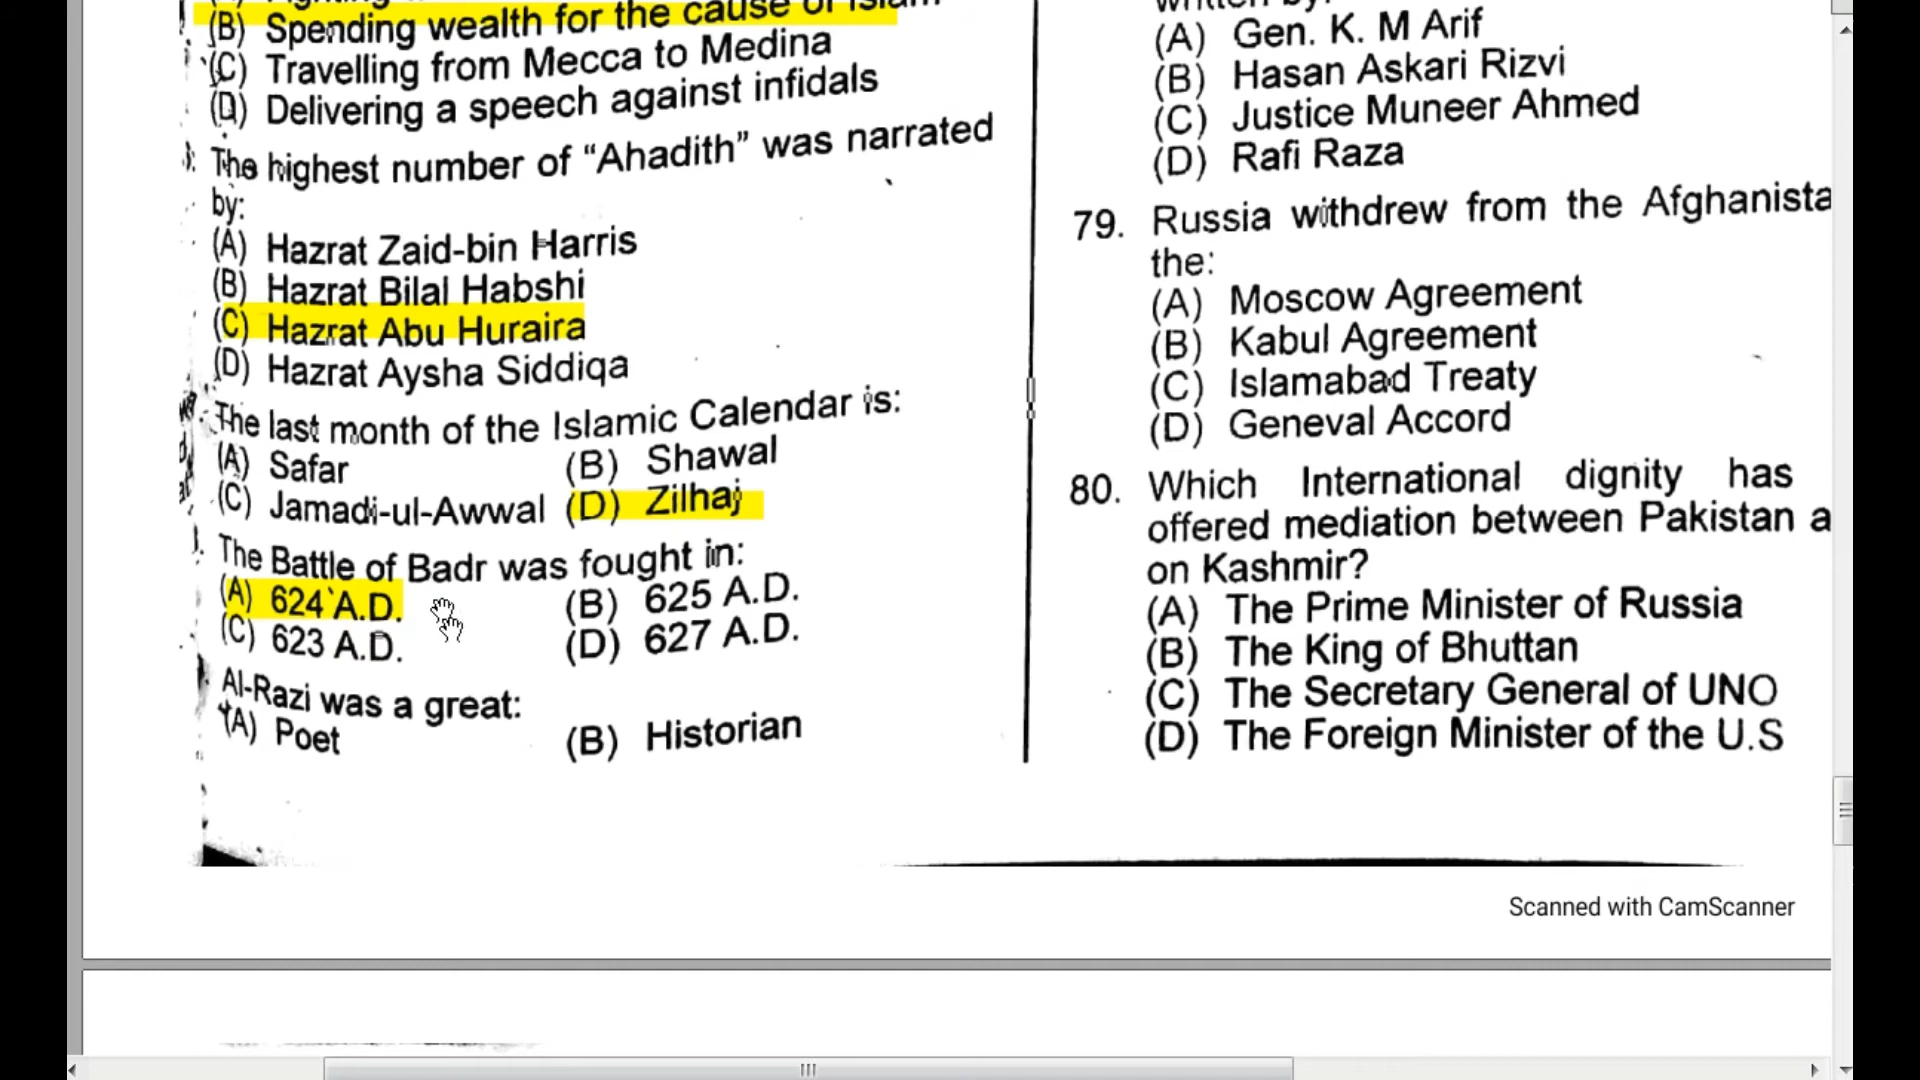 (B) Spending wealth for the cause of Islam
(C) Travelling from Mecca to Medina
(D) Delivering a speech against infidals
The highest number of “Ahadith” was narrated
by:
(A) Hazrat Zaid-bin Harris
(B) Hazrat Bilal Habshi
(C) Hazrat Abu Huraira
(D) Hazrat Aysha Siddiqa
The last month of the Islamic Calendar is:
(A) Safar (B) Shawal
(C) Jamadi-ul-Awwal (D) Zilhaj
The Battle of Badr was fought in:
(A) 624 A.D. (B) 625 A.D.
(C) 623 A.D. (D) 627 A.D.
Al-Razi was a great:
(A) Poet (B) Historian
written by:
(A) Gen. K. M Arif
(B) Hasan Askari Rizvi
(C) Justice Muneer Ahmed
(D) Rafi Raza
79. Russia withdrew from the Afghanista
the:
(A) Moscow Agreement
(B) Kabul Agreement
(C) Islamabad Treaty
(D) Geneval Accord
80. Which International dignity has
offered mediation between Pakistan a
on Kashmir?
(A) The Prime Minister of Russia
(B) The King of Bhuttan
(C) The Secretary General of UNO
(D) The Foreign Minister of the U.S
Scanned with CamScanner